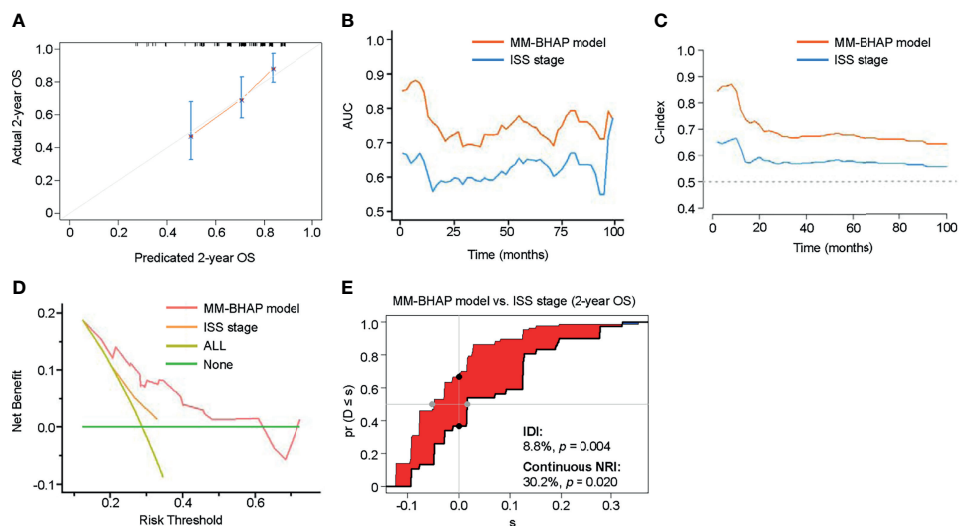 A
Actual 2-year OS
1.0
0.8
0.6
0.4
0.2
0
0
0.2
0.4
0.6
0.8
1.0
Predicated 2-year OS
B
MM-BHAP model
ISS stage
AUC
0.9
0.8
0.7
0.6
0.5
0
25
50
75
100
Time (months)
C
MM-EHAP model
ISS stage
C-index
1.0
0.9
0.8
0.7
0.6
0.5
0.4
0
20
40
60
80
100
Time (months)
D
MM-BHAP model
ISS stage
ALL
None
Net Benefit
0.2
0.1
0.0
-0.1
0.2
0.4
0.6
Risk Threshold
E
MM-BHAP model vs. ISS stage (2-year OS)
pr (D ≤ s)
1.0
0.8
0.6
0.4
0.2
0.0
IDI:
8.8%, p = 0.004
Continuous NRI:
30.2%, p = 0.020
-0.1
0.0
0.1
0.2
0.3
s